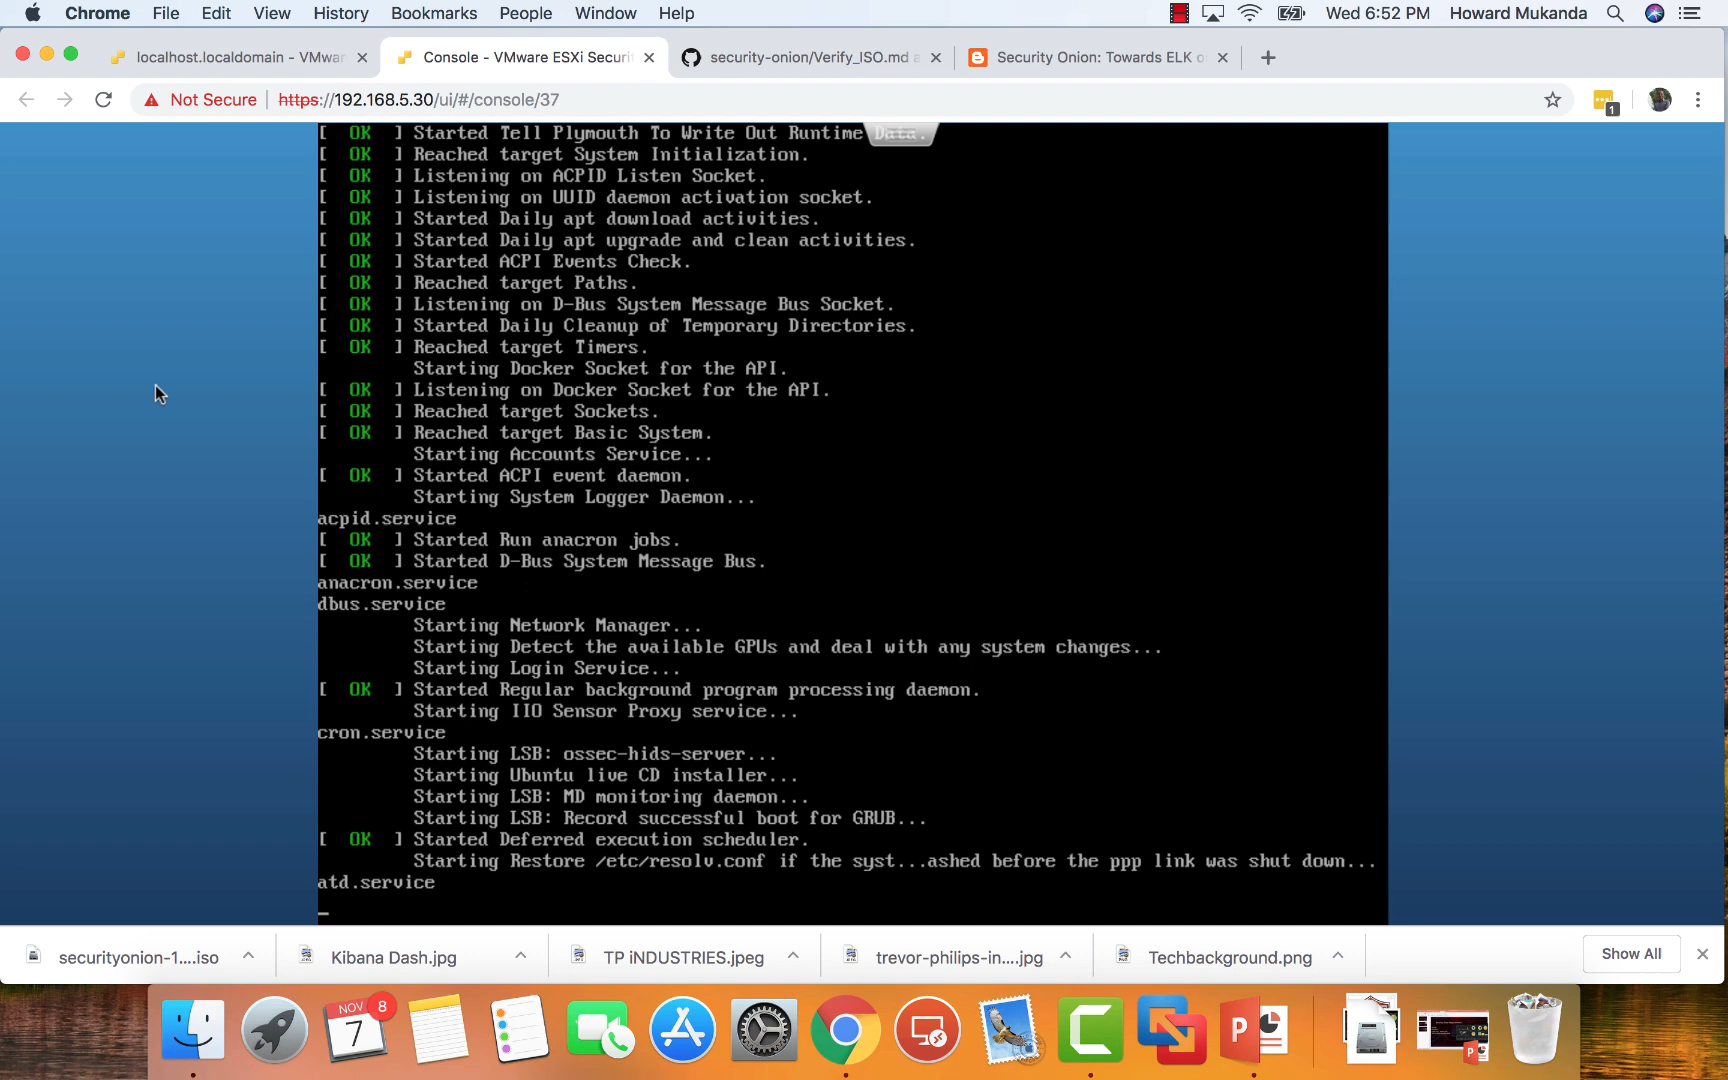 Chrome File Edit View History Bookmarks People Window Help Wed 6:52 PM Howard Mukanda
localhost.localdomain - VMwar Console - VMware ESXi Securi security-onion/Verify_ISO.md a Security Onion: Towards ELK o
Not Secure https://192.168.5.30/ui/#/console/37 1
[ OK ] Started Tell Plymouth To Write Out Runtime Data.
[ OK ] Reached target System Initialization.
[ OK ] Listening on ACPID Listen Socket.
[ OK ] Listening on UUID daemon activation socket.
[ OK ] Started Daily apt download activities.
[ OK ] Started Daily apt upgrade and clean activities.
[ OK ] Started ACPI Events Check.
[ OK ] Reached target Paths.
[ OK ] Listening on D-Bus System Message Bus Socket.
[ OK ] Started Daily Cleanup of Temporary Directories.
[ OK ] Reached target Timers.
Starting Docker Socket for the API.
[ OK ] Listening on Docker Socket for the API.
[ OK ] Reached target Sockets.
[ OK ] Reached target Basic System.
Starting Accounts Service...
[ OK ] Started ACPI event daemon.
Starting System Logger Daemon...
acpid.service
[ OK ] Started Run anacron jobs.
[ OK ] Started D-Bus System Message Bus.
anacron.service
dbus.service
Starting Network Manager...
Starting Detect the available GPUs and deal with any system changes...
Starting Login Service...
[ OK ] Started Regular background program processing daemon.
Starting IIO Sensor Proxy service...
cron.service
Starting LSB: ossec-hids-server...
Starting Ubuntu live CD installer...
Starting LSB: MD monitoring daemon...
Starting LSB: Record successful boot for GRUB...
[ OK ] Started Deferred execution scheduler.
Starting Restore /etc/resolv.conf if the syst...ashed before the ppp link was shut down...
atd.service
securityonion-1....iso Kibana Dash.jpg TP iNDUSTRIES.jpeg trevor-philips-in....jpg Techbackground.png Show All
NOV 8
7